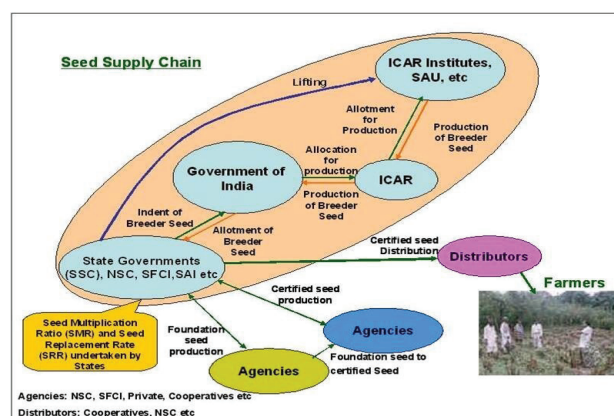 Seed Supply Chain
ICAR Institutes,
SAU, etc
Lifting
Allotment
for
Production
Production
of Breeder
Seed
Government of
India
Allocation
for
production
ICAR
Production
of Breeder
Seed
Indent of
Breeder Seed
Allotment of
Breeder
Seed
State Governments
(SSC), NSC, SFCI,SAI etc
Certified seed
Distribution
Distributors
Farmers
Seed Multiplication
Ratio (SMR) and Seed
Replacement Rate
(SRR) undertaken by
States
Certified seed
production
Foundation
seed
production
Agencies
Agencies
Foundation seed to
certified Seed
Agencies: NSC, SFCI, Private, Cooperatives etc
Distributors: Cooperatives, NSC etc